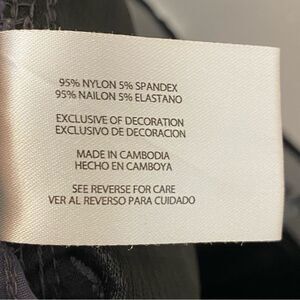 95% NYLON 5% SPANDEX
95% NAILON 5% ELASTANO
EXCLUSIVE OF DECORATION
EXCLUSIVO DE DECORACION
MADE IN CAMBODIA
HECHO EN CAMBOYA
SEE REVERSE FOR CARE
VER AL REVERSO PARA CUIDADO